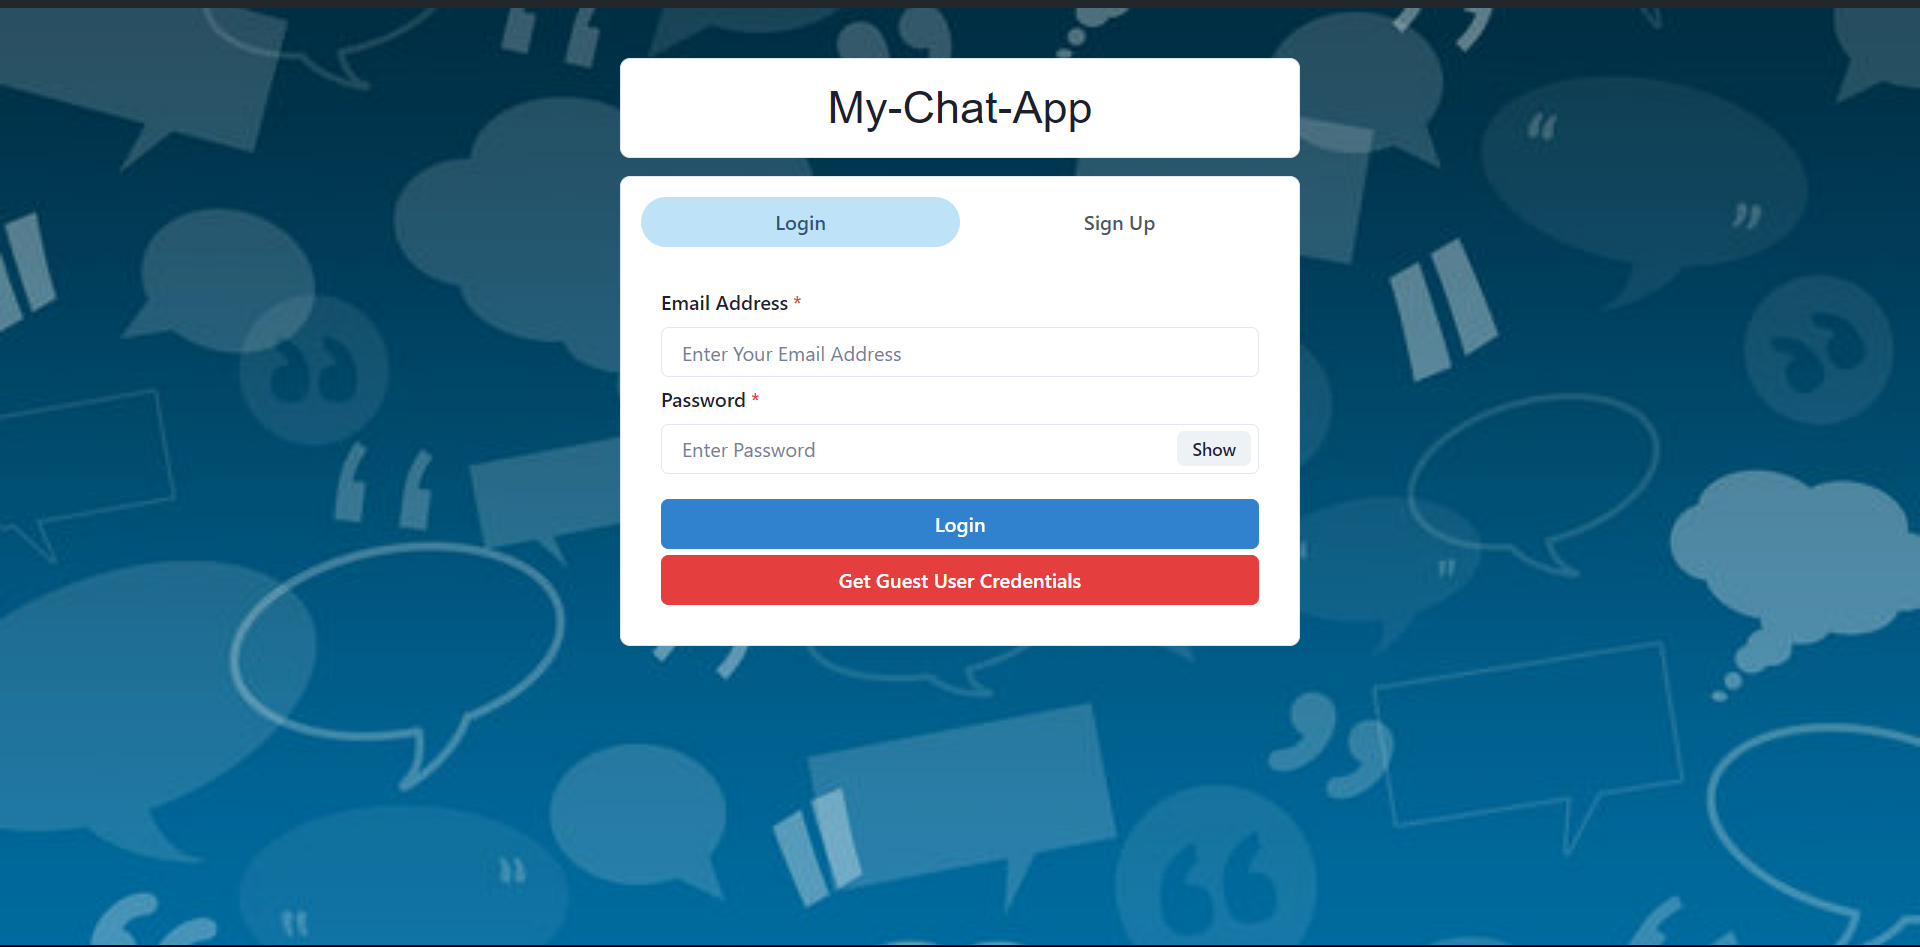 My-Chat-App
Login
Sign Up
Email Address *
Enter Your Email Address
Password *
Enter Password
Show
Login
Get Guest User Credentials